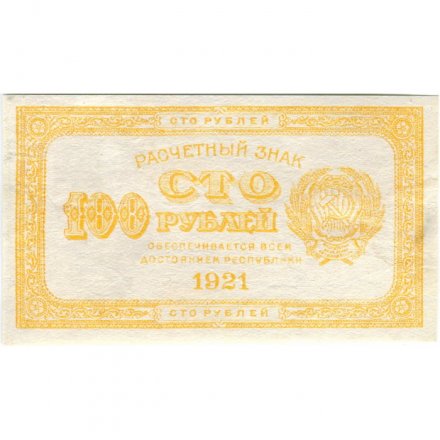 СТО РУБЛЕЙ
РАСЧЕТНЫЙ ЗНАК
СТО
100 РУБЛЕЙ
ОБЕСПЕЧИВАЕТСЯ ВСЕМ
ДОСТОЯНИЕМ РЕСПУБЛИКИ
1921
СТО РУБЛЕЙ